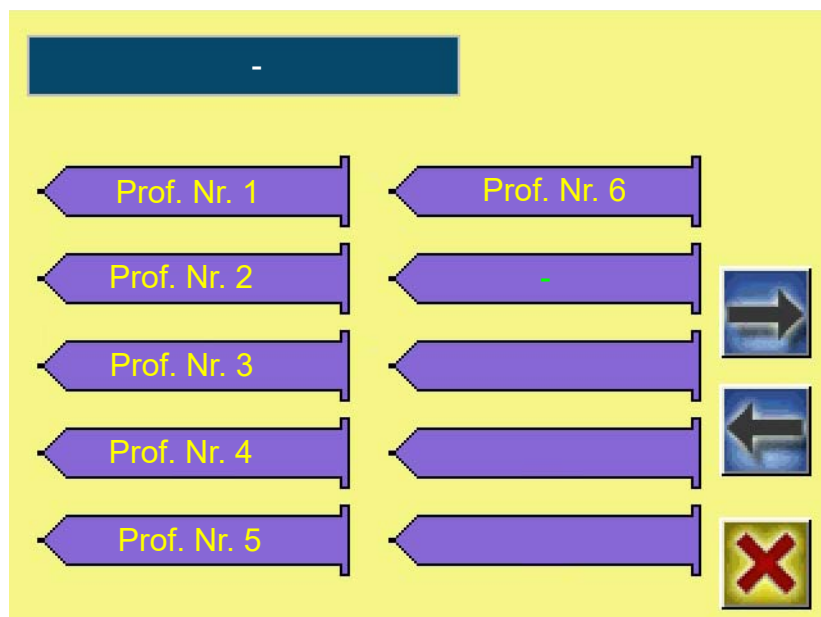 -
Prof. Nr. 1
Prof. Nr. 2
Prof. Nr. 3
Prof. Nr. 4
Prof. Nr. 5
Prof. Nr. 6
-